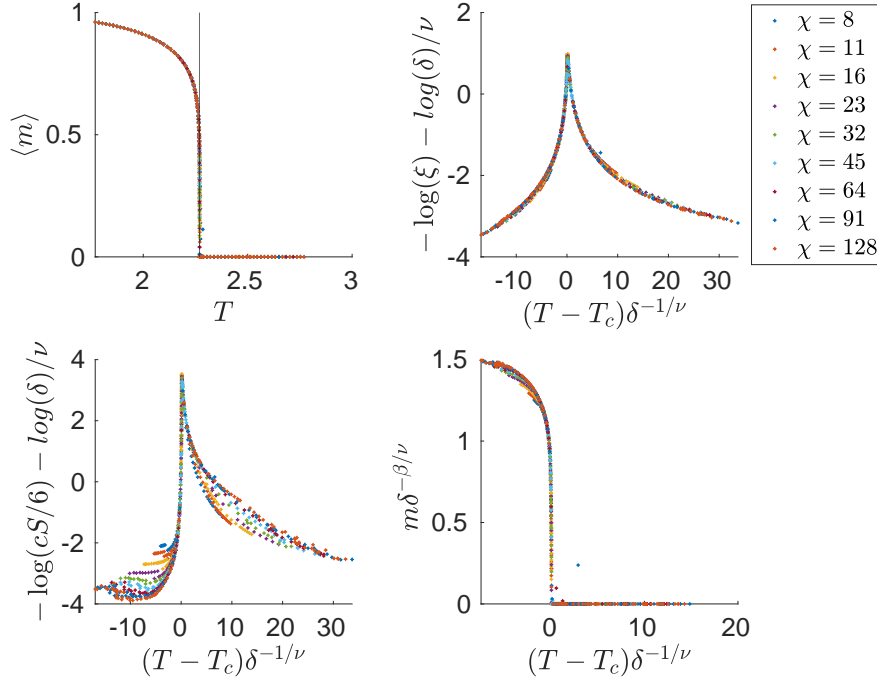 1
0.5
0
⟨m⟩
2
2.5
3
T
2
0
-2
-4
− log(ξ) − log(δ)/ν
-10
0
10
20
30
(T − T_c)δ^{−1/ν}
χ = 8
χ = 11
χ = 16
χ = 23
χ = 32
χ = 45
χ = 64
χ = 91
χ = 128
4
2
0
-2
-4
− log(cS/6) − log(δ)/ν
-10
0
10
20
30
(T − T_c)δ^{−1/ν}
1.5
1
0.5
0
mδ^{−β/ν}
0
10
20
(T − T_c)δ^{−1/ν}